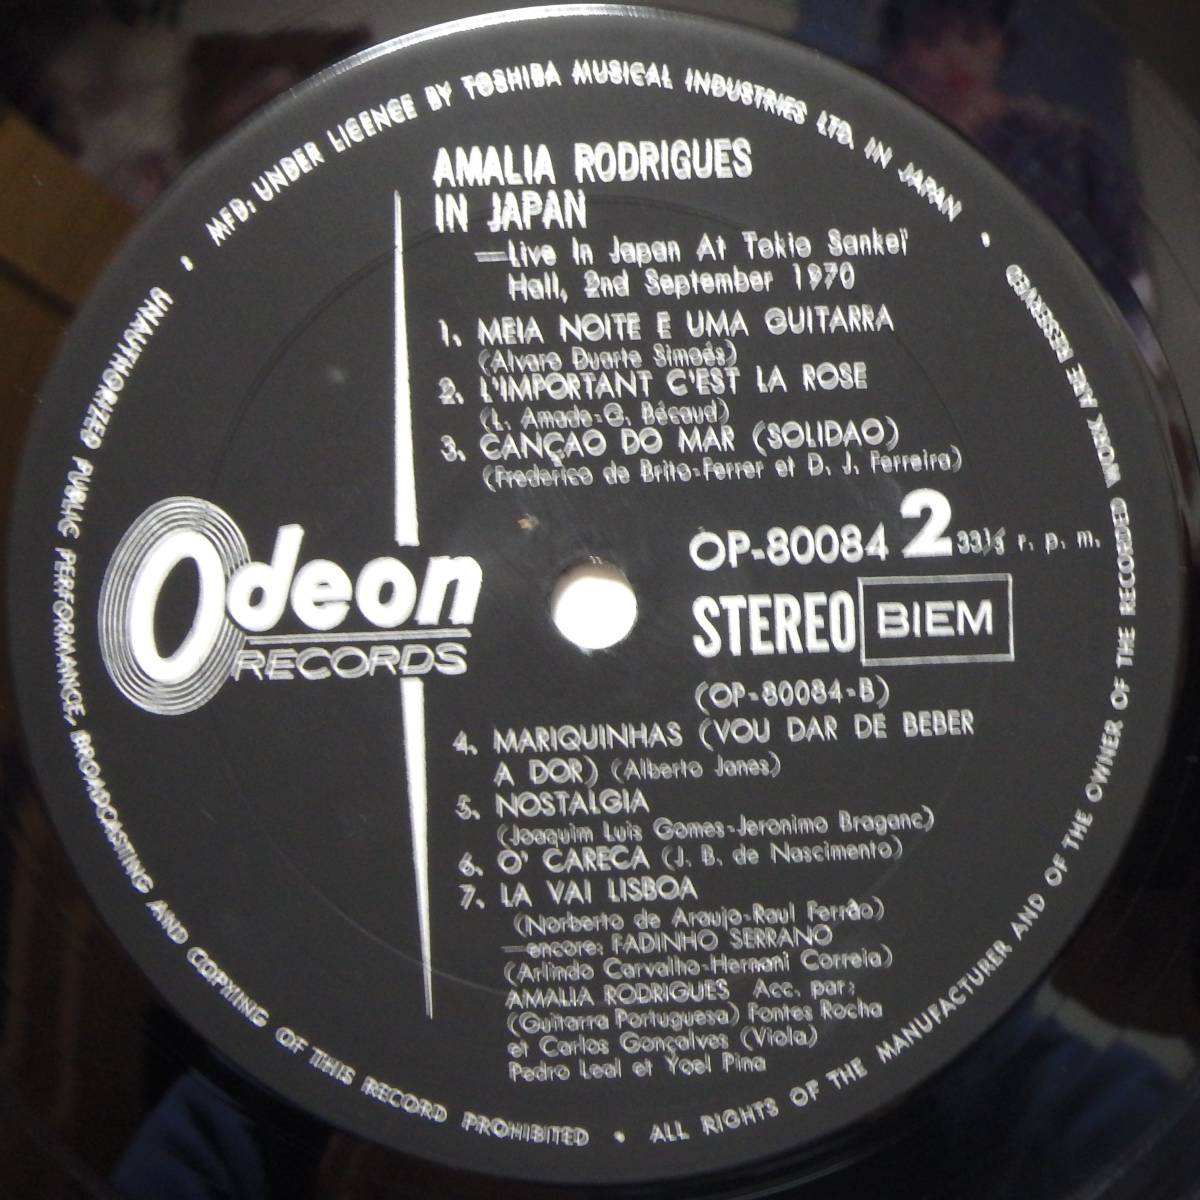 MFD. UNDER LICENCE BY TOSHIBA MUSICAL INDUSTRIES LTD. IN JAPAN •
AMALIA RODRIGUES
IN JAPAN
—Live In Japan At Tokio Sankeï
Hall, 2nd September 1970
1. MEIA NOITE E UMA GUITARRA
(Alvaro Duarte Simoés)
2. L'IMPORTANT C'EST LA ROSE
(L. Amade-G. Bécaud)
3. CANÇAO DO MAR (SOLIDAO)
(Frederico de Brito-Ferrer et D. J. Ferreira)
Odeon
RECORDS
OP-80084 2 33⅓ r. p. m.
STEREO BIEM
(OP-80084-B)
4. MARIQUINHAS (VOU DAR DE BEBER
A DOR) (Alberto Janes)
5. NOSTALGIA
(Joaquim Luis Gomes-Jeronimo Braganc)
6. O' CARECA (J. B. de Nascimento)
7. LA VAI LISBOA
(Norberto de Araujo-Raul Ferrão)
—encore: FADINHO SERRANO
(Arlindo Carvalho-Hernani Correia)
AMALIA RODRIGUES Acc. par:
(Guitarra Portuguesa) Fontes Rocha
et Carlos Gonçalves (Viola)
Pedro Leal et Yoel Pina
UNAUTHORIZED PUBLIC PERFORMANCE, BROADCASTING AND COPYING OF THIS RECORD PROHIBITED •
ALL RIGHTS OF THE MANUFACTURER AND OF THE OWNER OF THE RECORDED WORK ARE RESERVED